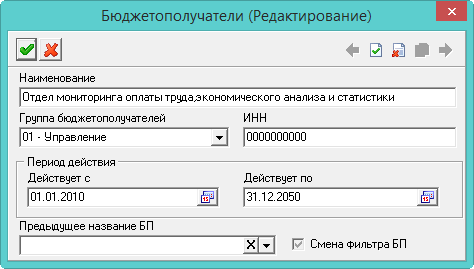 Бюджетополучатели (Редактирование)
Наименование
Отдел мониторинга оплаты труда,экономического анализа и статистики
Группа бюджетополучателей ИНН
01 - Управление 0000000000
Период действия
Действует с Действует по
01.01.2010 31.12.2050
Предыдущее название БП
Смена фильтра БП